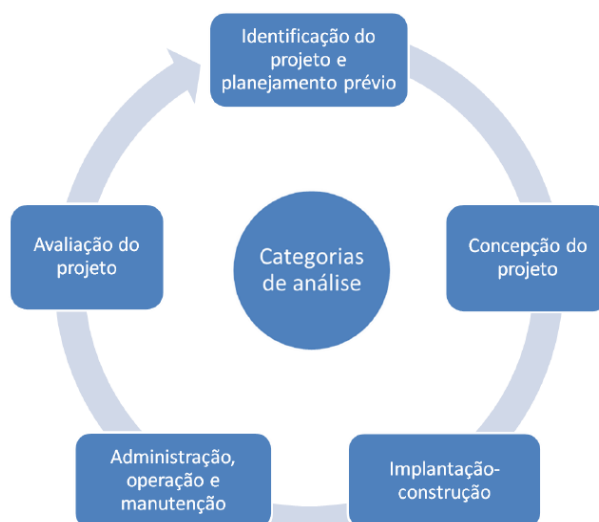 Identificação do
projeto e
planejamento prévio
Concepção do
projeto
Implantação-
construção
Administração,
operação e
manutenção
Avaliação do
projeto
Categorias
de análise